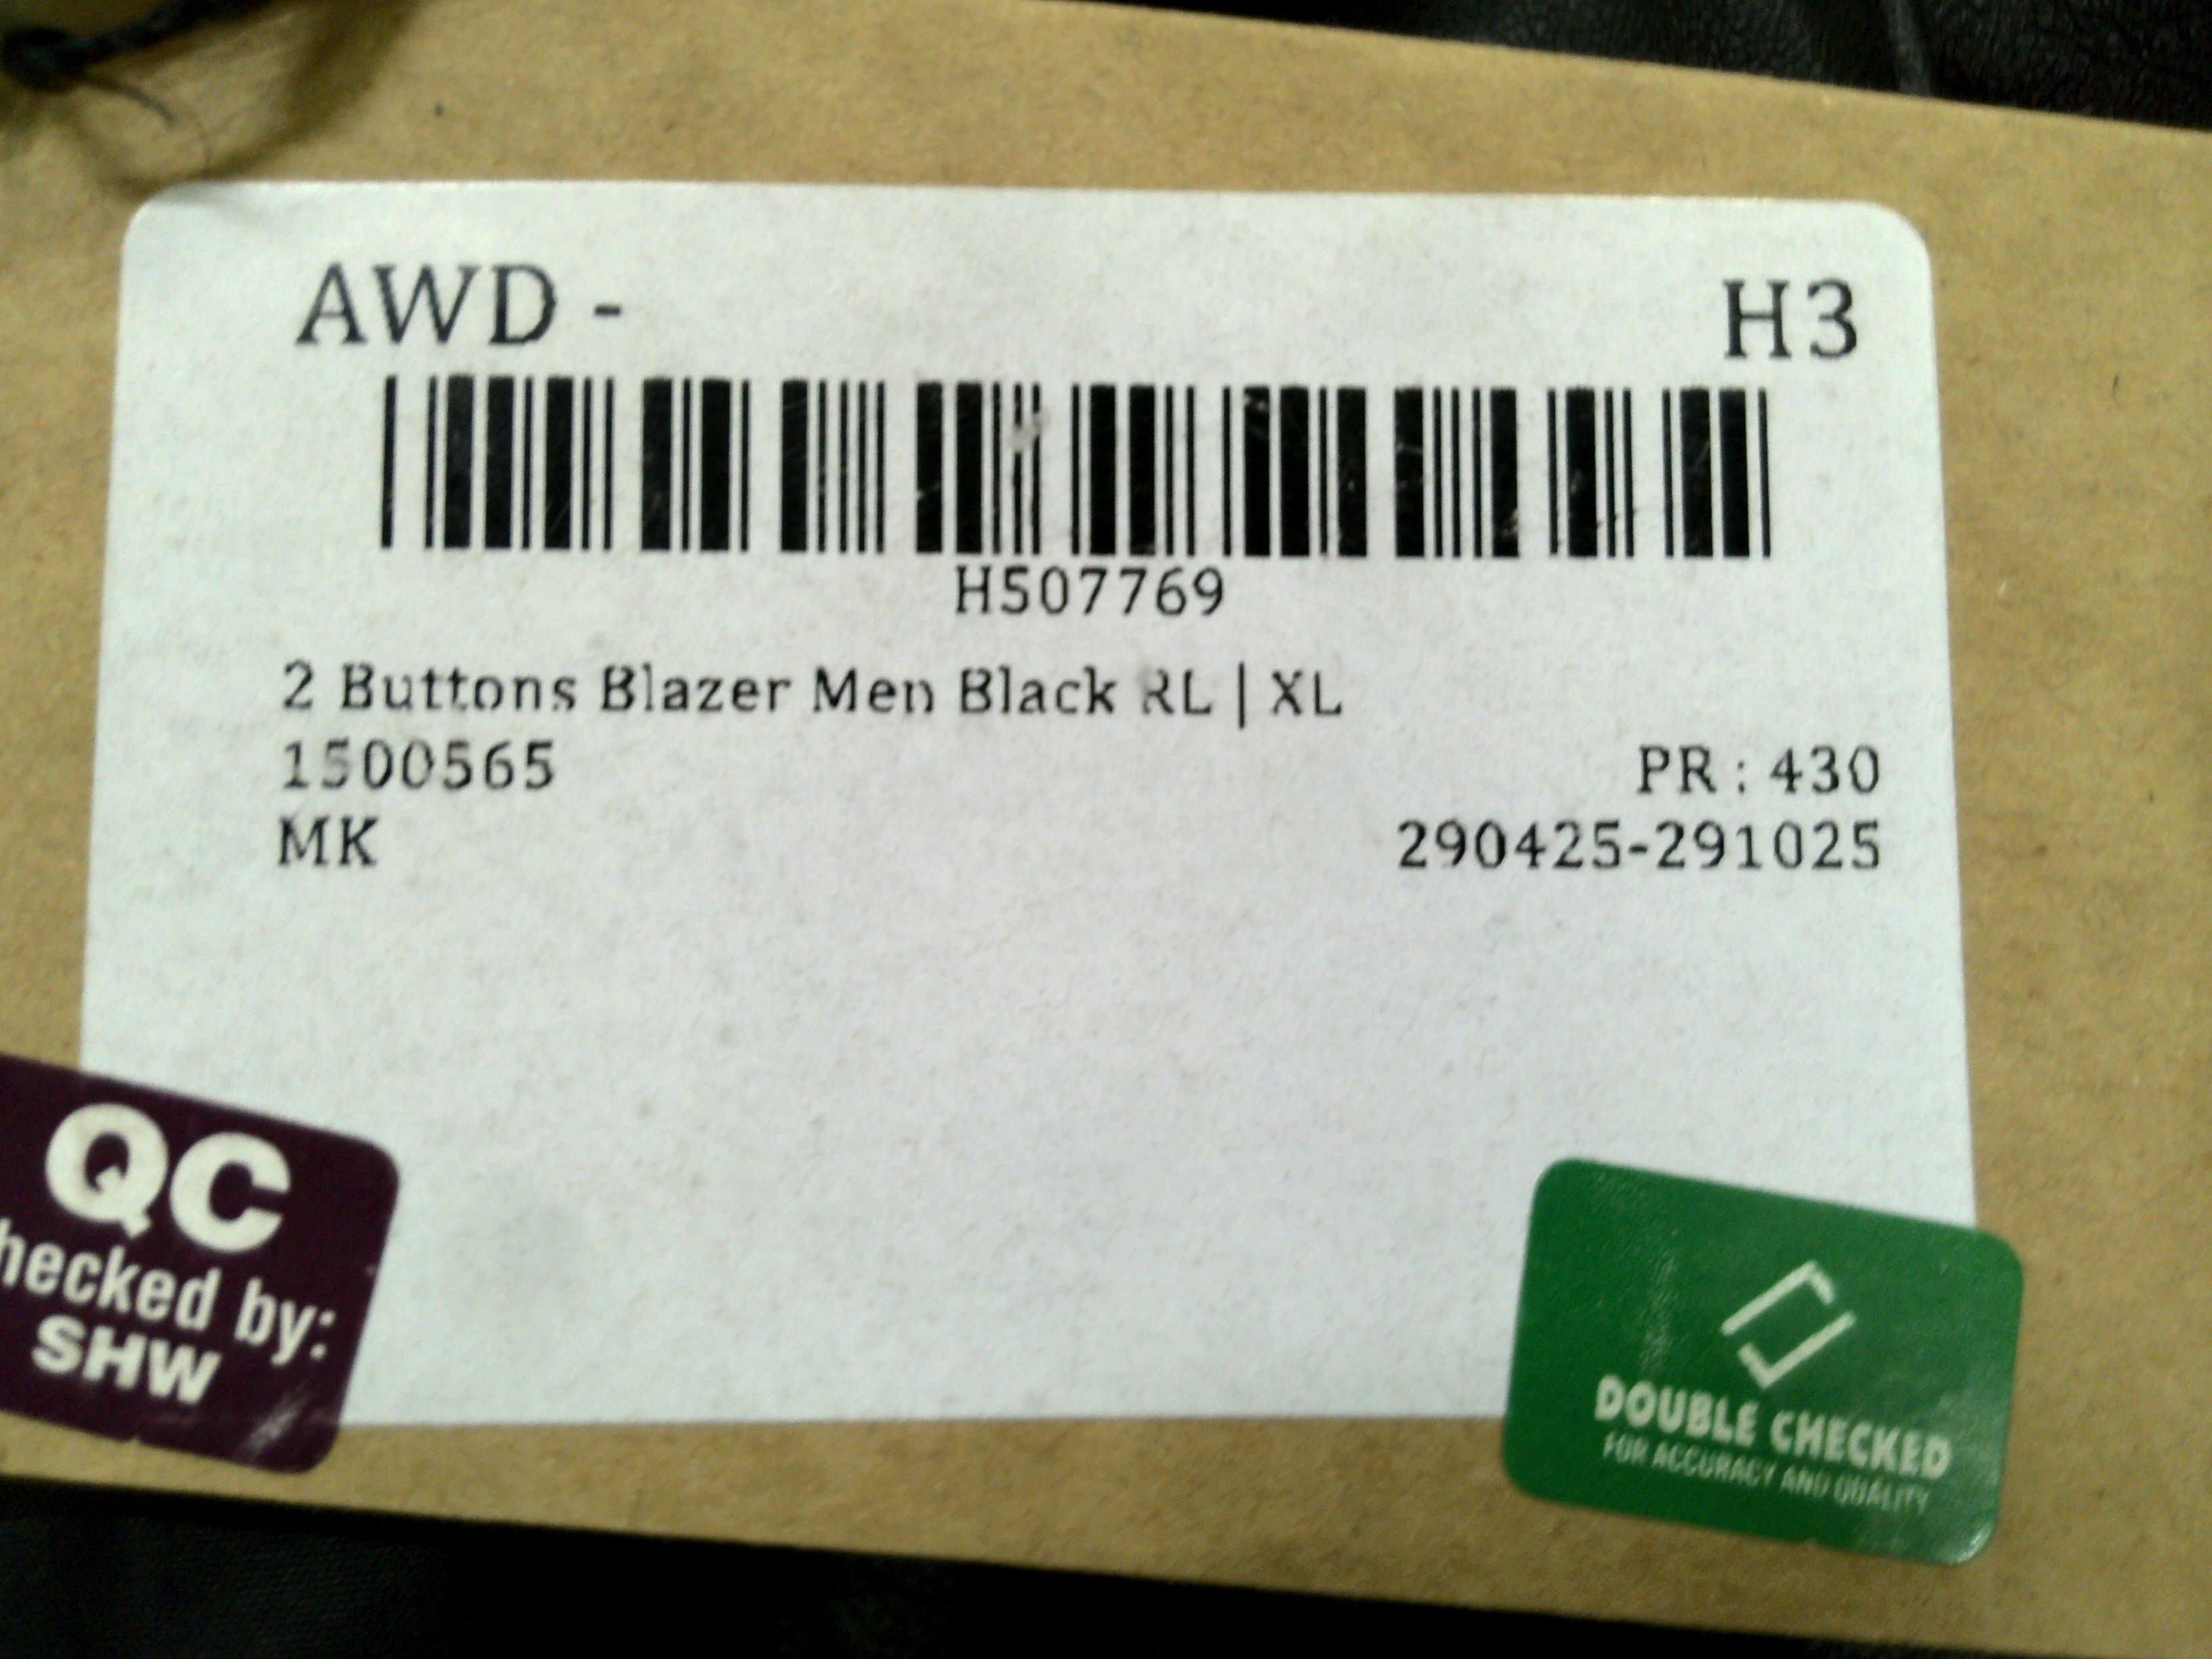 AWD - H3
H507769
2 Buttons Blazer Men Black RL | XL
1500565 PR : 430
MK 290425-291025
QC
hecked by:
SHW
DOUBLE CHECKED
FOR ACCURACY AND QUALITY